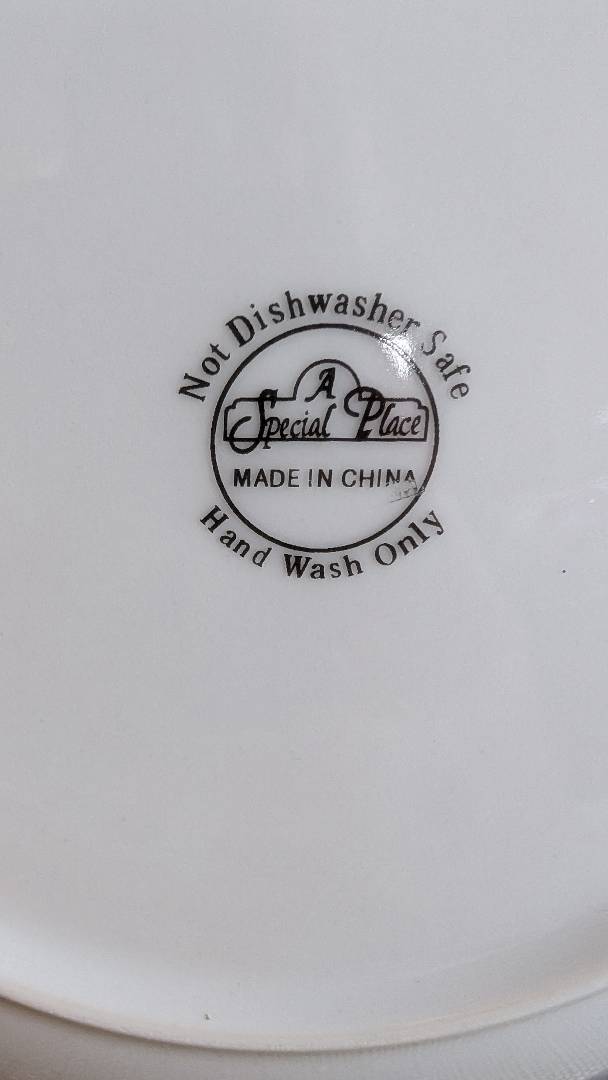 Not Dishwasher Safe
A
Special Place
MADE IN CHINA
Hand Wash Only